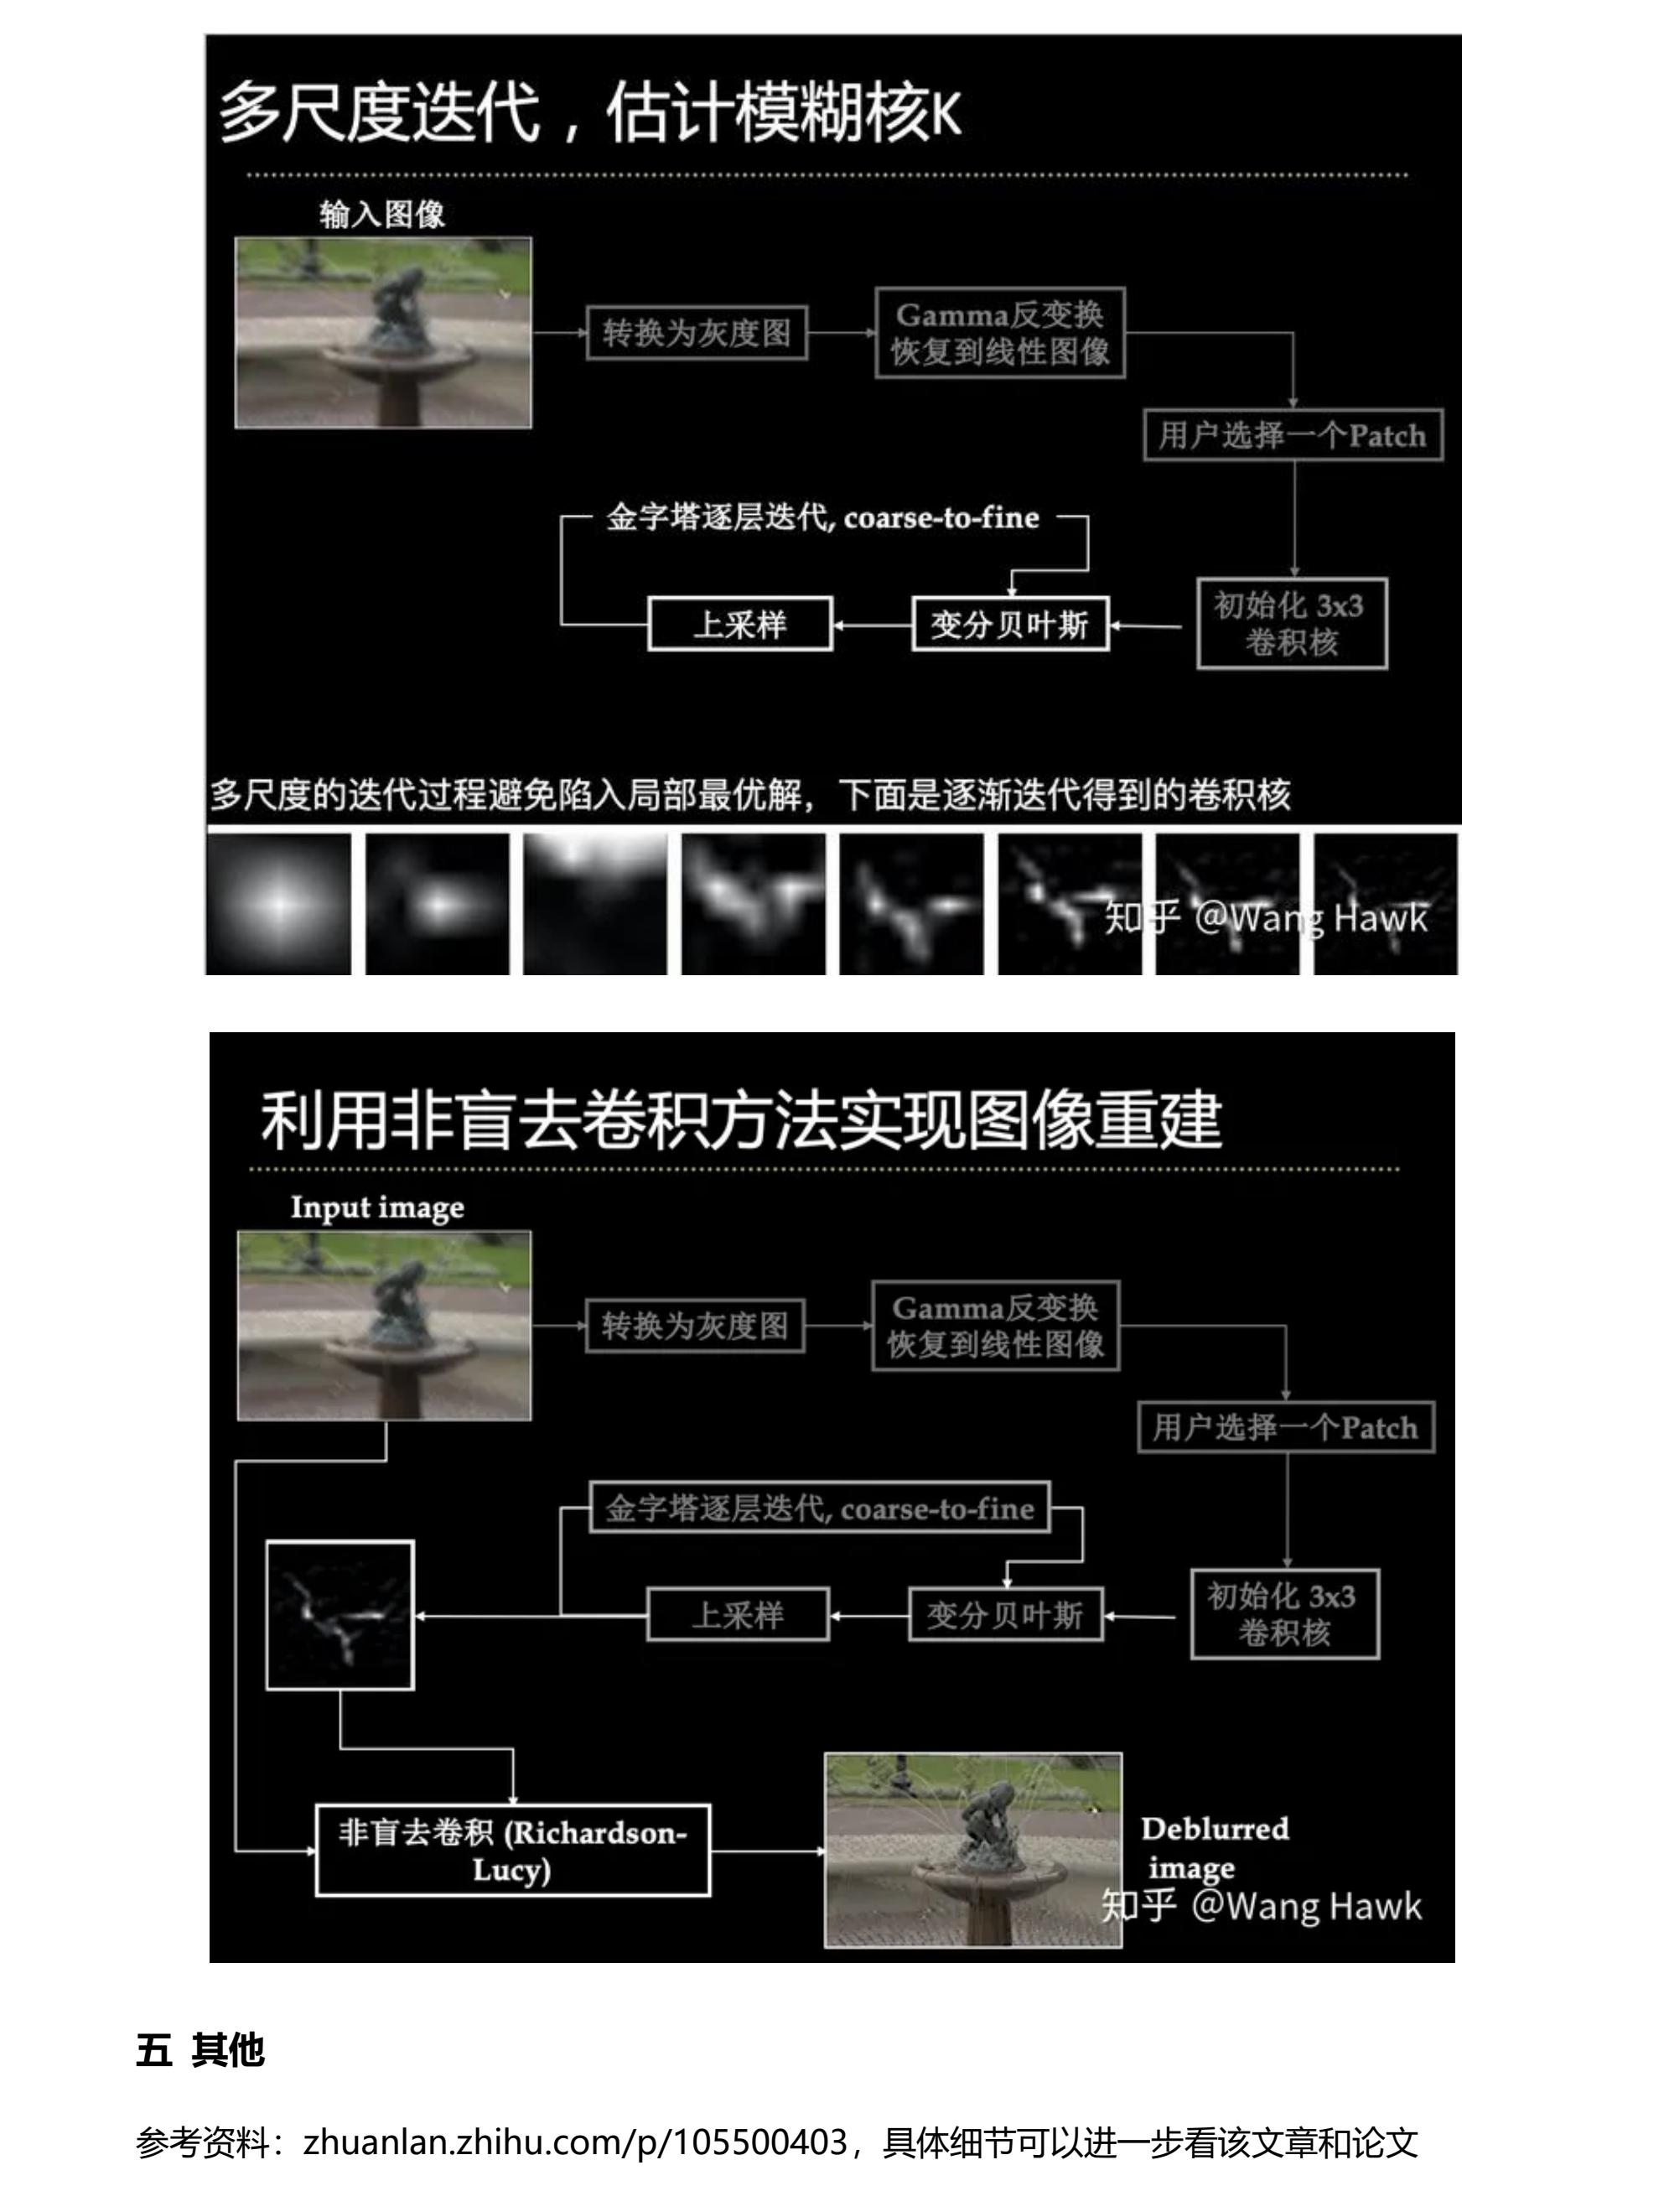 多尺度迭代，估计模糊核K
输入图像
转换为灰度图
Gamma反变换
恢复到线性图像
用户选择一个Patch
金字塔逐层迭代, coarse-to-fine
上采样
变分贝叶斯
初始化 3x3
卷积核
多尺度的迭代过程避免陷入局部最优解，下面是逐渐迭代得到的卷积核
知乎 @Wang Hawk
利用非盲去卷积方法实现图像重建
Input image
转换为灰度图
Gamma反变换
恢复到线性图像
用户选择一个Patch
金字塔逐层迭代, coarse-to-fine
上采样
变分贝叶斯
初始化 3x3
卷积核
非盲去卷积 (Richardson-
Lucy)
Deblurred
image
知乎 @Wang Hawk
五 其他
参考资料：zhuanlan.zhihu.com/p/105500403，具体细节可以进一步看该文章和论文